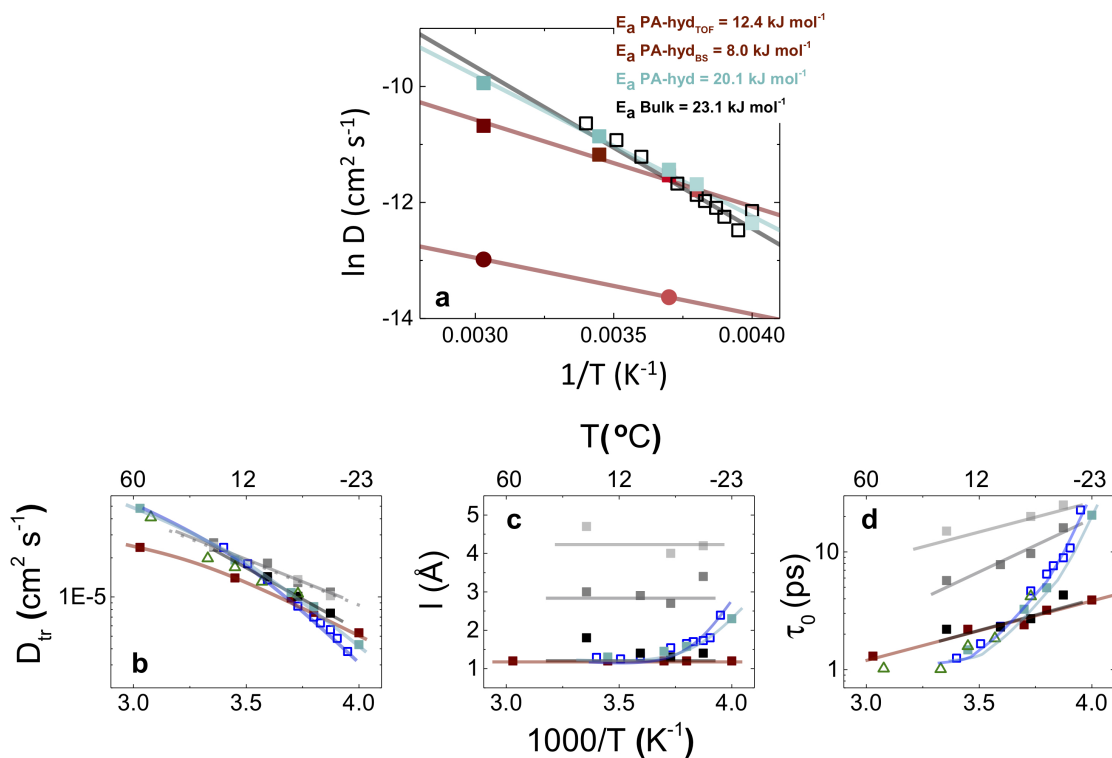 Eₐ PA-hyd_TOF = 12.4 kJ mol⁻¹
Eₐ PA-hyd_BS = 8.0 kJ mol⁻¹
Eₐ PA-hyd = 20.1 kJ mol⁻¹
Eₐ Bulk = 23.1 kJ mol⁻¹
-10
-12
-14
ln D (cm² s⁻¹)
a
0.0030 0.0035 0.0040
1/T (K⁻¹)
T(ºC)
60 12 -23
60 12 -23
60 12 -23
D_tr (cm² s⁻¹)
1E-5
b
3.0 3.5 4.0
l (Å)
5
4
3
2
1
c
3.0 3.5 4.0
τ₀ (ps)
10
1
d
3.0 3.5 4.0
1000/T (K⁻¹)